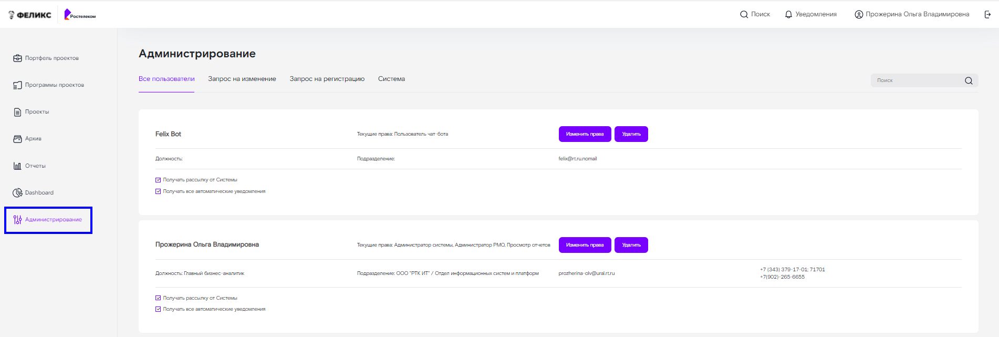 ФЕЛИКС
Ростелеком
Поиск
Уведомления
Прожерина Ольга Владимировна
Портфель проектов
Программы проектов
Проекты
Архив
Отчеты
Dashboard
Администрирование
Администрирование
Все пользователи Запрос на изменение Запрос на регистрацию Система
Поиск
Felix Bot
Текущие права: Пользователь чат-бота
Изменить права
Удалить
Должность:
Подразделение:
felix@rt.ru.nomail
Получать рассылку от Системы
Получать все автоматические уведомления
Прожерина Ольга Владимировна
Текущие права: Администратор системы, Администратор РМО, Просмотр отчетов
Изменить права
Удалить
Должность: Главный бизнес-аналитик
Подразделение: ООО "РТК ИТ" / Отдел информационных систем и платформ
prozherina-olv@ural.rt.ru
+7 (343) 379-17-01; 71701
+7(902)-265-6655
Получать рассылку от Системы
Получать все автоматические уведомления